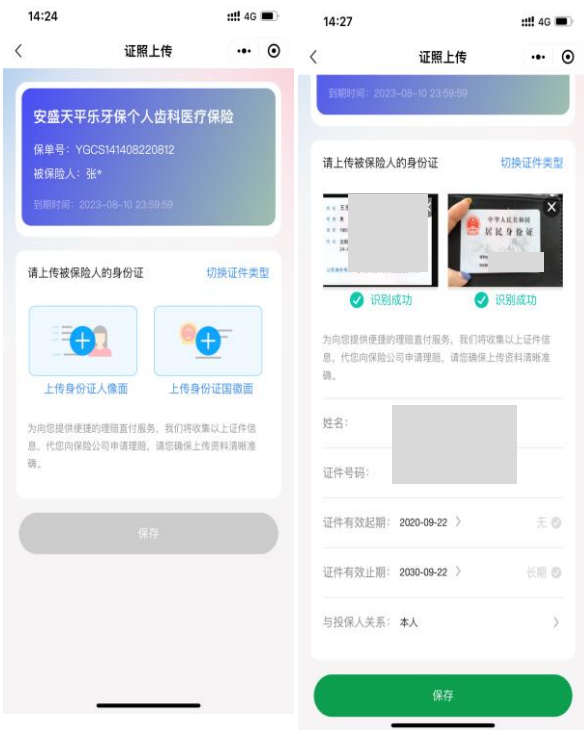 14:24
4G
证照上传
安盛天平乐牙保个人齿科医疗保险
保单号：YGCS141408220812
被保险人：张*
到期时间：2023-08-10 23:59:59
请上传被保险人的身份证 切换证件类型
上传身份证人像面 上传身份证国徽面
为向您提供便捷的理赔直付服务，我们将收集以上证件信
息，代您向保险公司申请理赔，请您确保上传资料清晰准
确。
保存
14:27
4G
证照上传
到期时间：2023-08-10 23:59:59
请上传被保险人的身份证 切换证件类型
中华人民共和国
居民身份证
识别成功 识别成功
为向您提供便捷的理赔直付服务，我们将收集以上证件信
息，代您向保险公司申请理赔，请您确保上传资料清晰准
确。
姓名：
证件号码：
证件有效起期： 2020-09-22 无
证件有效止期： 2030-09-22 长期
与投保人关系： 本人
保存